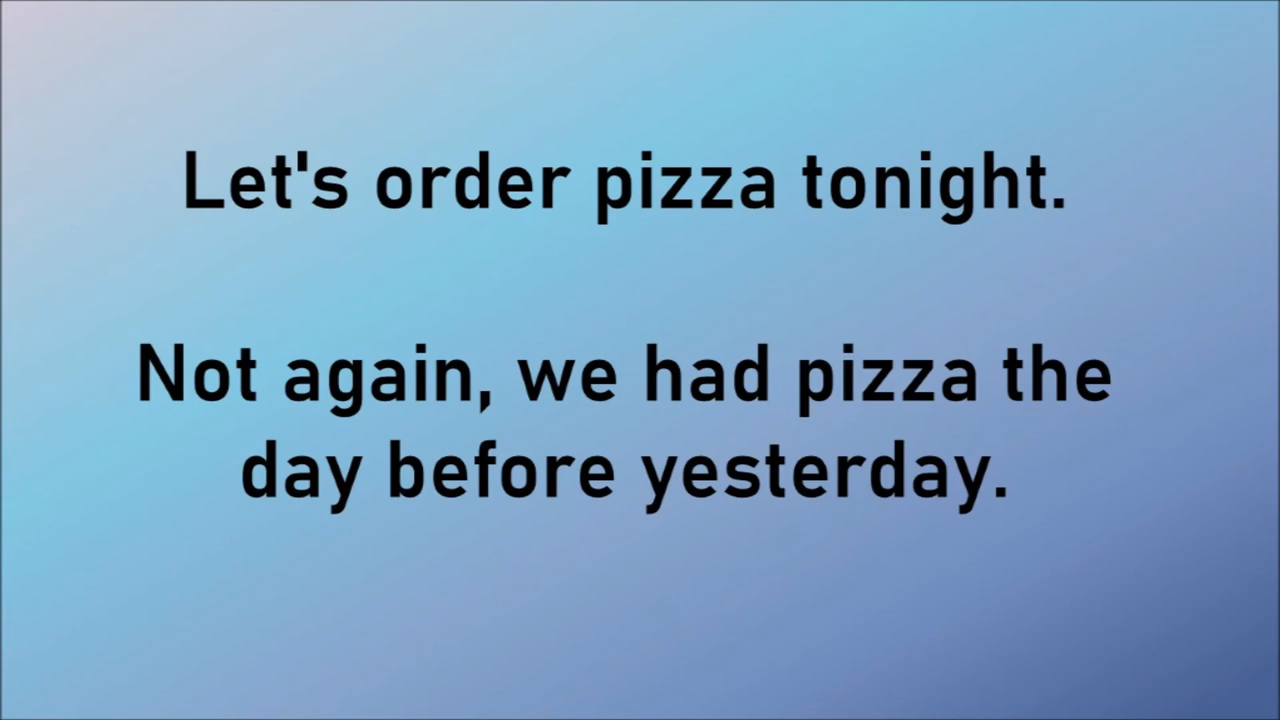 Let's order pizza tonight.
Not again, we had pizza the
day before yesterday.